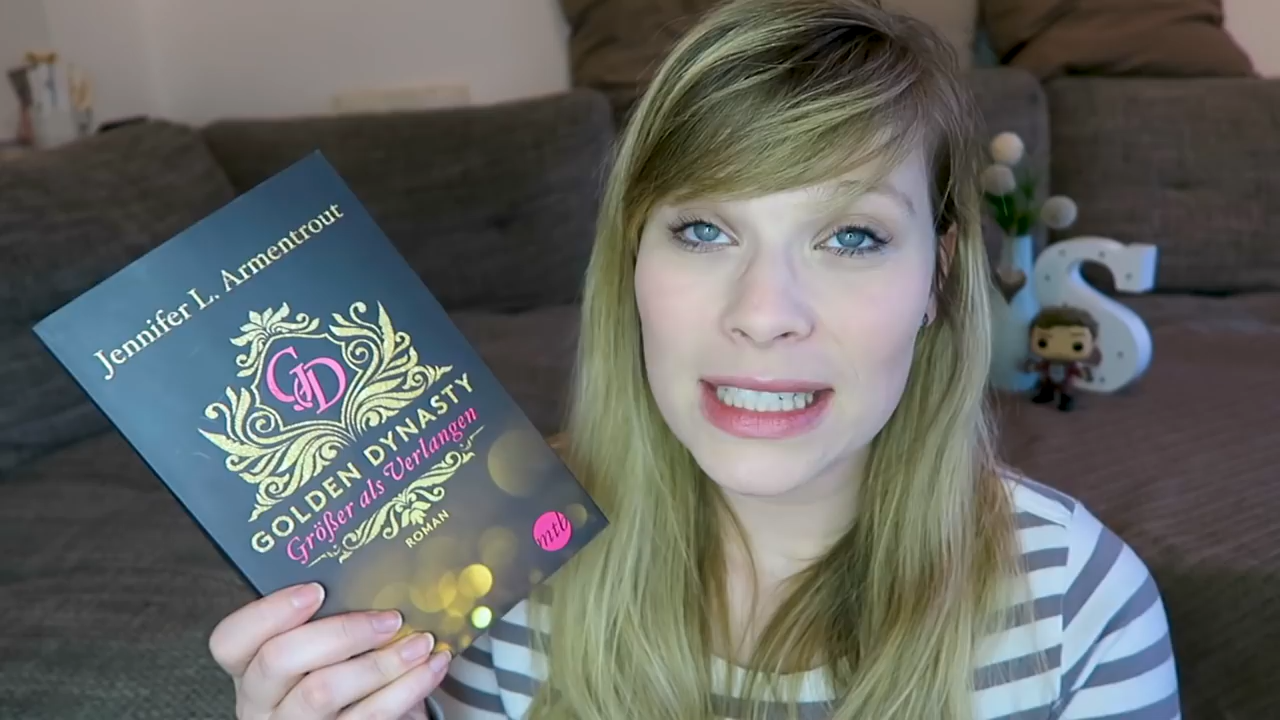 Jennifer L. Armentrout
GD
GOLDEN DYNASTY
Größer als Verlangen
ROMAN
mtb
S